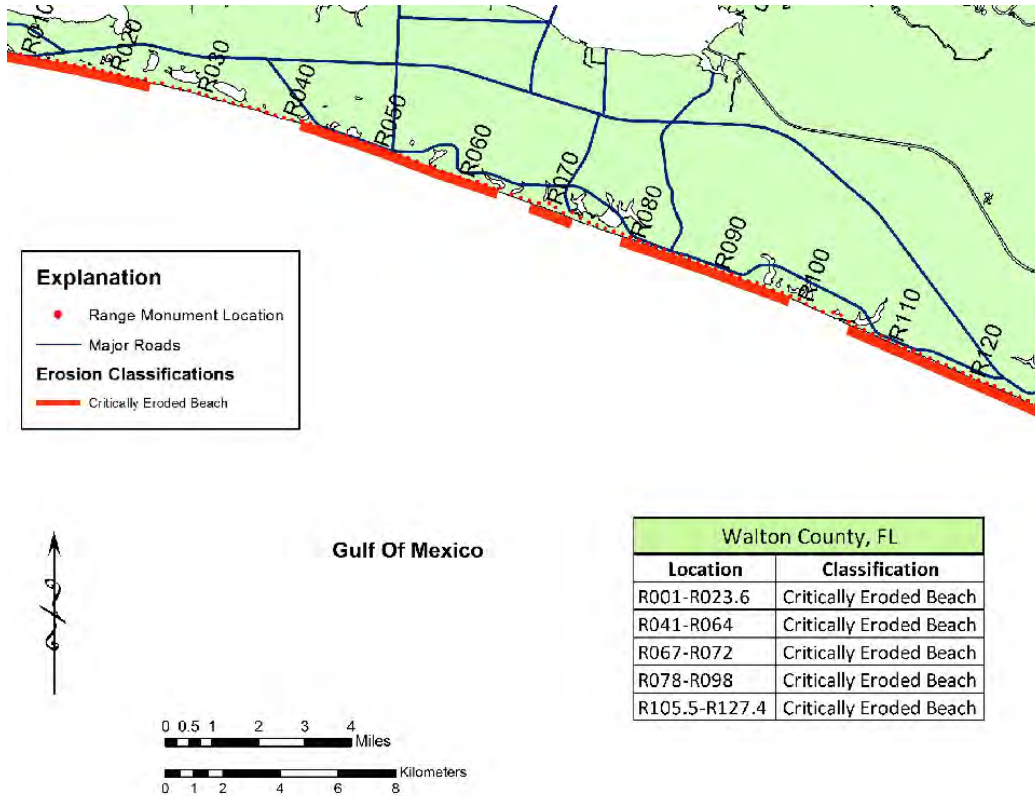 R010
R020
R030
R040
R050
R060
R070
R080
R090
R100
R110
R120
Explanation
Range Monument Location
Major Roads
Erosion Classifications
Critically Eroded Beach
Gulf Of Mexico
Walton County, FL
Location Classification
R001-R023.6 Critically Eroded Beach
R041-R064 Critically Eroded Beach
R067-R072 Critically Eroded Beach
R078-R098 Critically Eroded Beach
R105.5-R127.4 Critically Eroded Beach
0 0.5 1 2 3 4
Miles
Kilometers
0 1 2 4 6 8